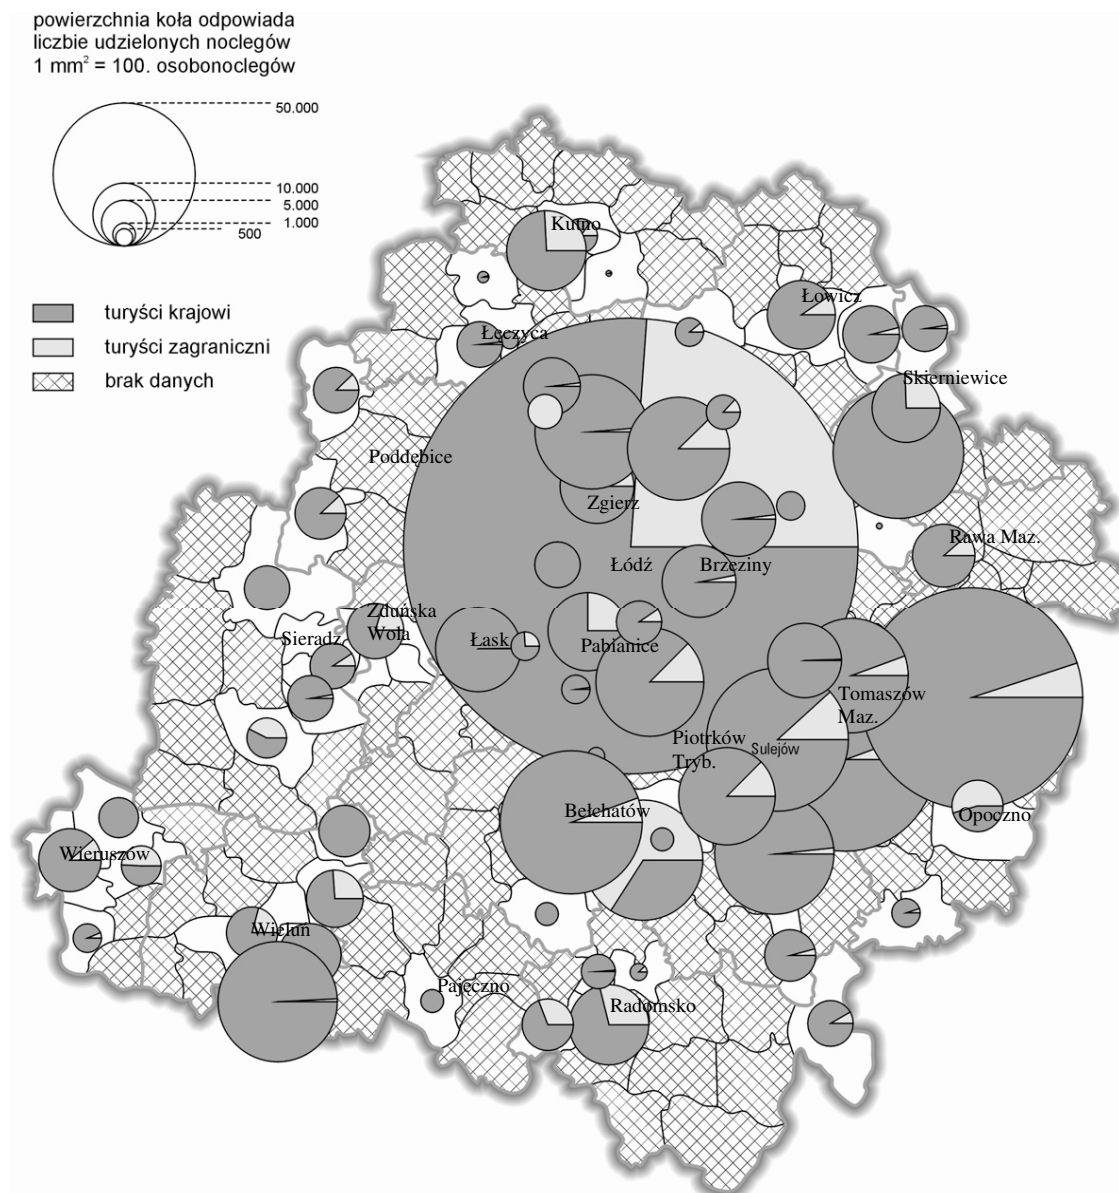 powierzchnia koła odpowiada
liczbie udzielonych noclegów
1 mm² = 100. osobonoclegów
50.000
10.000
5.000
1.000
500
turyści krajowi
turyści zagraniczni
brak danych
Kutno
Łowicz
Łęczyca
Skierniewice
Poddębice
Zgierz
Rawa Maz.
Łódź
Brzeziny
Zduńska
Wola
Sieradz
Łask
Pabianice
Tomaszów
Maz.
Piotrków
Tryb.
Sulejów
Bełchatów
Opoczno
Wieruszów
Wieluń
Pajęczno
Radomsko